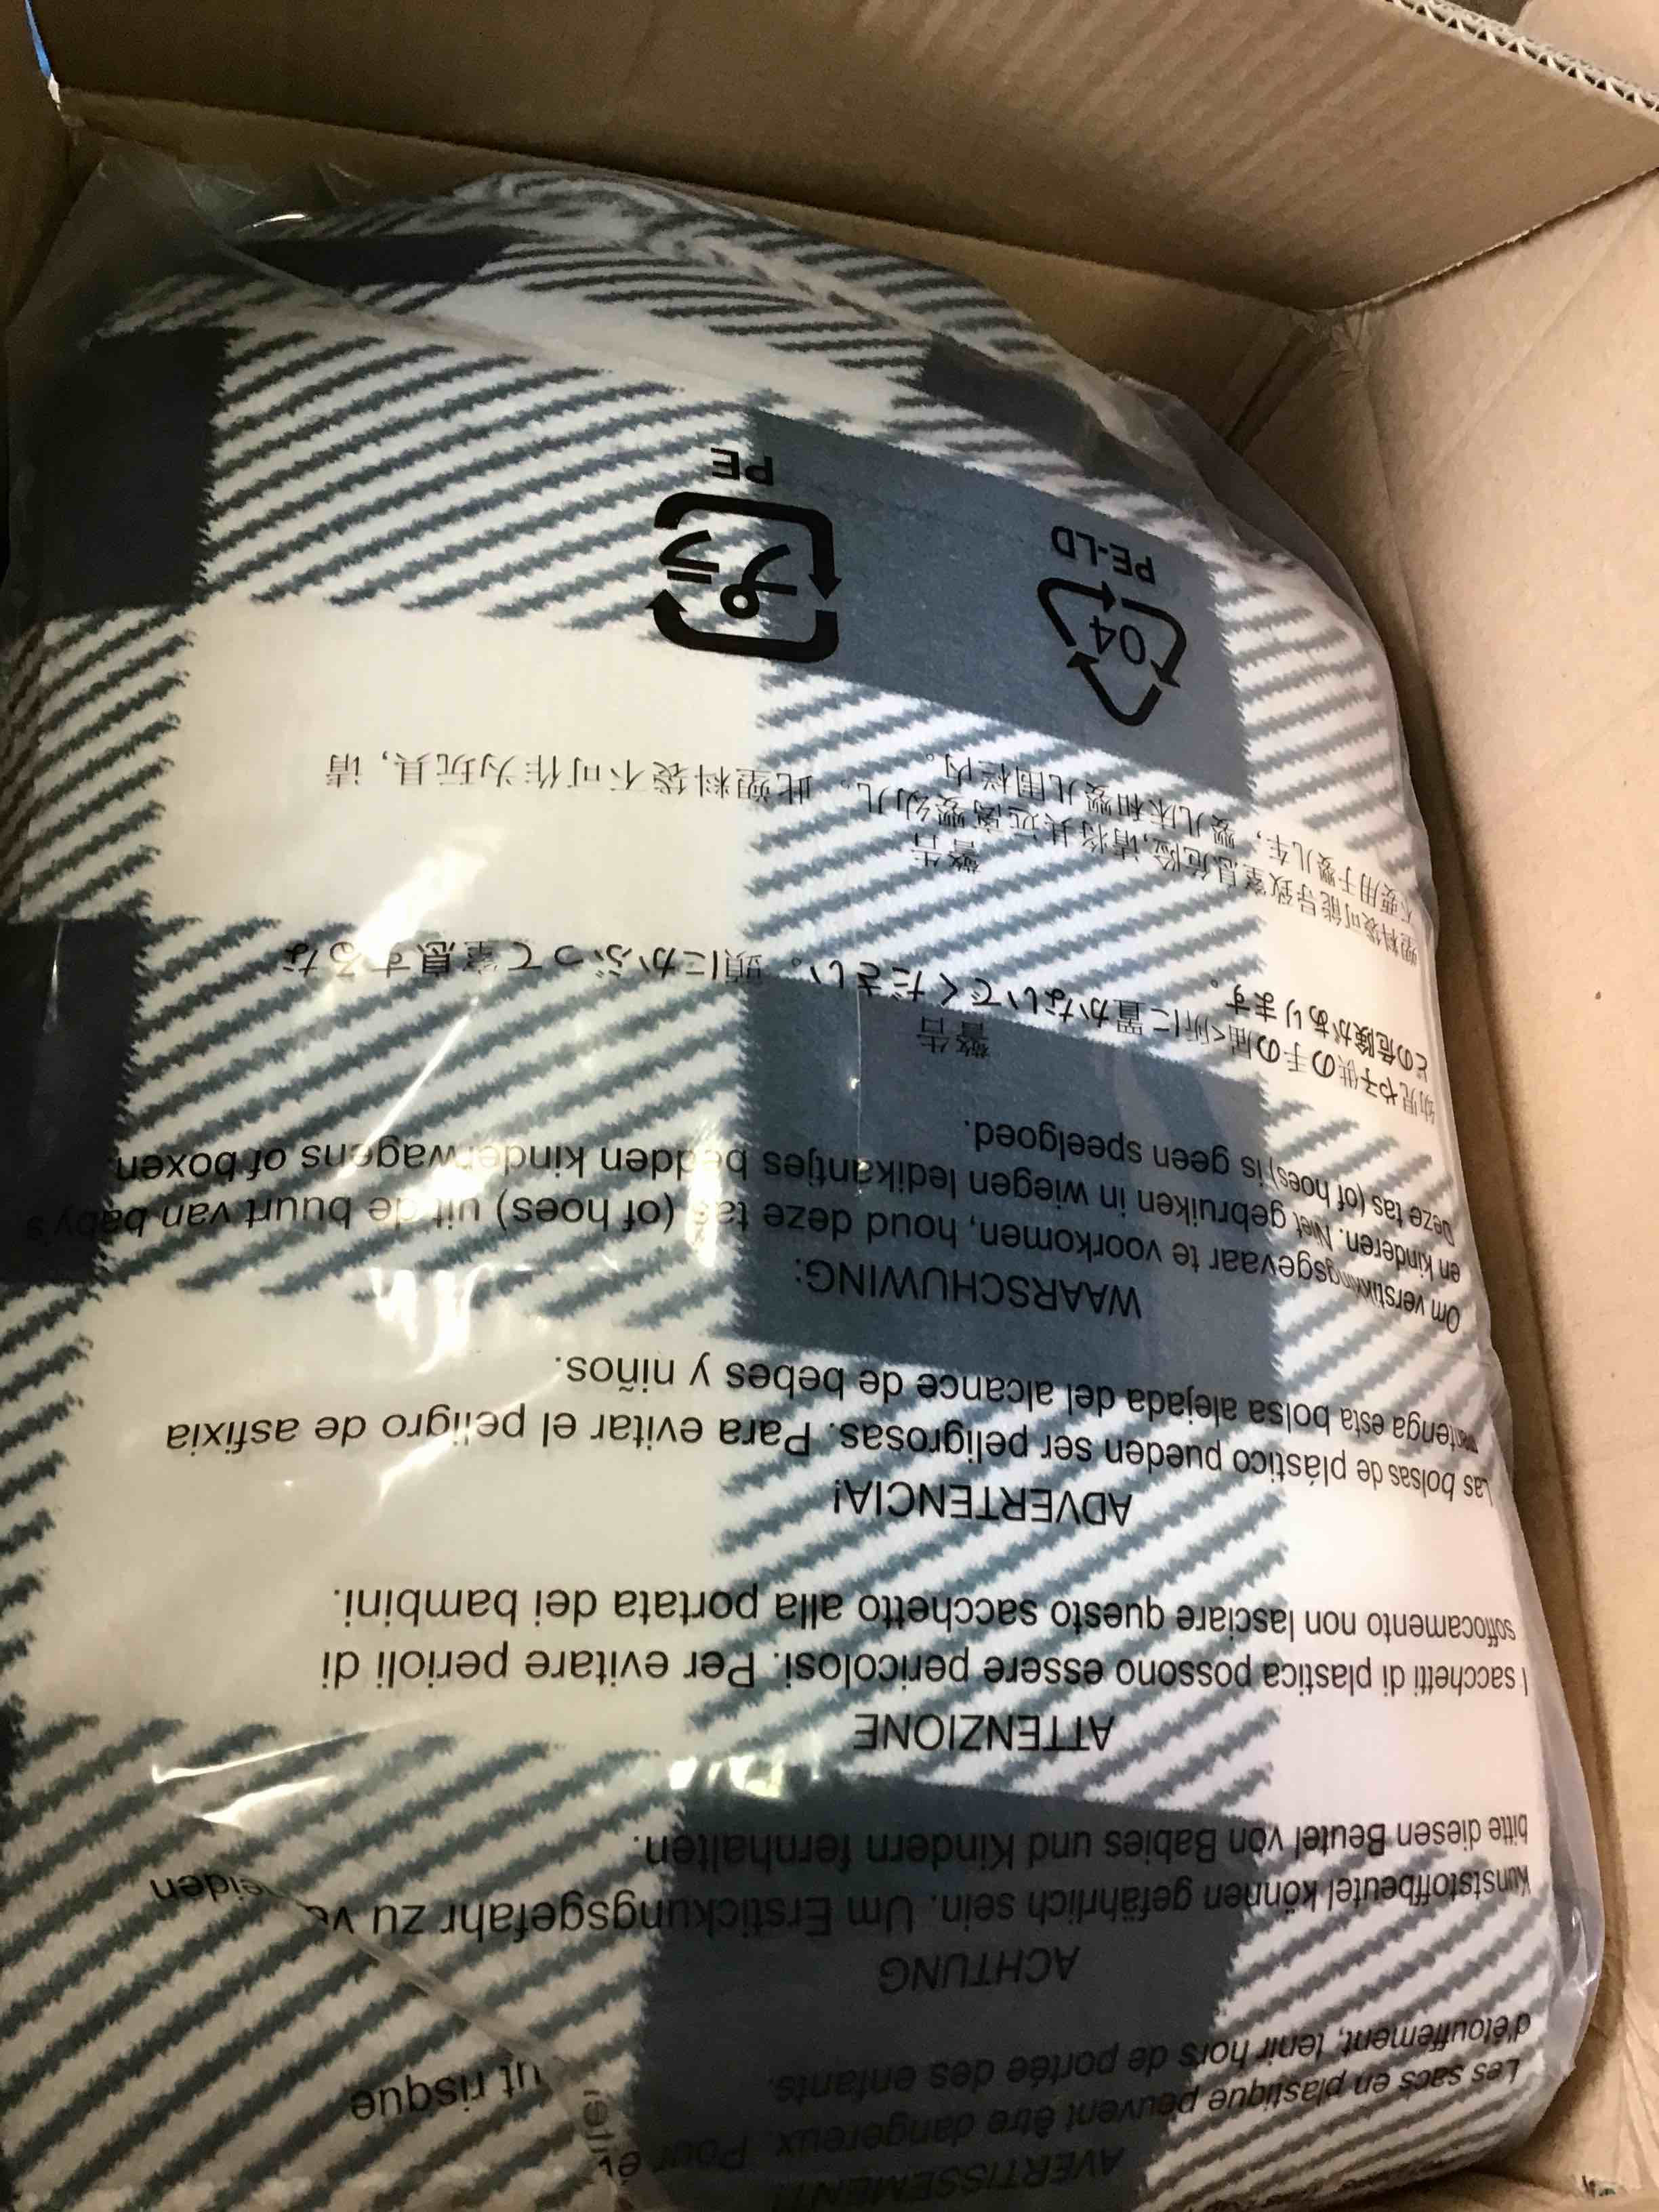 AVERTISSEMENT
Les sacs en plastique peuvent être dangereux. Pour é
ut risque
d'étouffement, tenir hors de portée des enfants.
ACHTUNG
Kunststoffbeutel können gefährlich sein. Um Erstickungsgefahr zu ve eiden
bitte diesen Beutel von Babies und Kindern fernhalten.
ATTENZIONE
I sacchetti di plastica possono essere pericolosi. Per evitare perioli di
soffocamento non lasciare questo sacchetto alla portata dei bambini.
ADVERTENCIA!
Las bolsas de plástico pueden ser peligrosas. Para evitar el peligro de asfixia
mantenga esta bolsa alejada del alcance de bebes y niños.
WAARSCHUWING:
Om verstikkingsgevaar te voorkomen, houd deze tas (of hoes) uit de buurt van baby's
en kinderen. Niet gebruiken in wiegen ledikantjes bedden kinderwagens of boxen.
Deze tas (of hoes) is geen speelgoed.
警告
幼児や子供の手の届く所に置かないでください。頭にかぶって窒息するな
どの危険があります。
警告
塑料袋可能导致窒息危险,请将其远离婴幼儿。此塑料袋不可作为玩具,请
不要用于婴儿车,婴儿床和婴儿围栏内。
04
PE-LD
プラ
PE